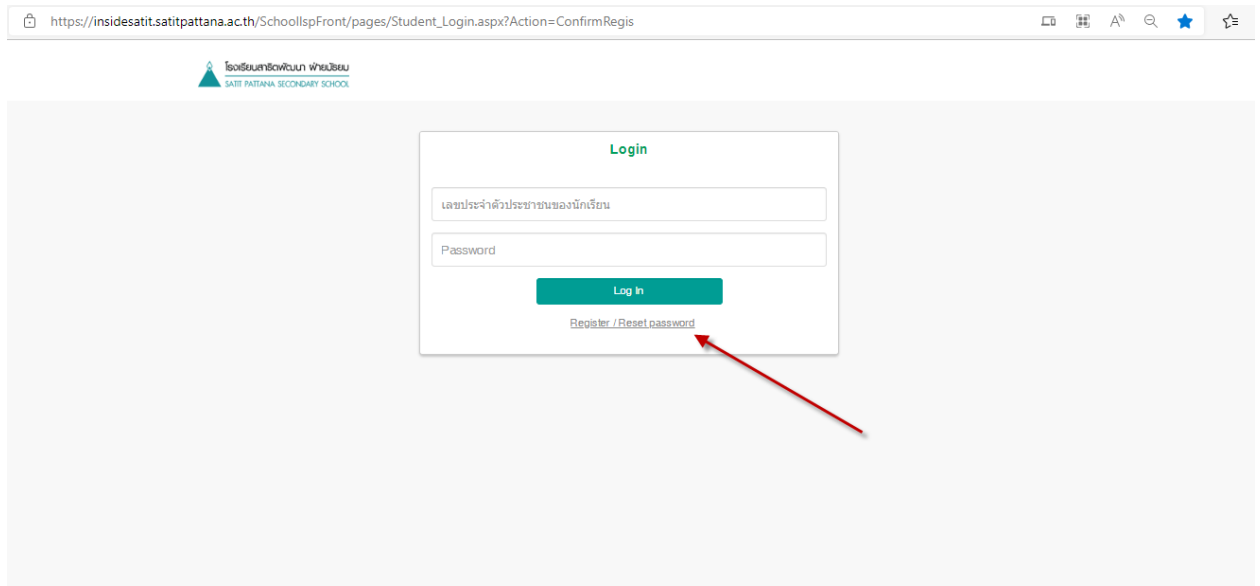 https://insidesatit.satitpattana.ac.th/SchoolIspFront/pages/Student_Login.aspx?Action=ConfirmRegis
โรงเรียนสาธิตพัฒนา ฝ่ายมัธยม
SATIT PATTANA SECONDARY SCHOOL
Login
เลขประจำตัวประชาชนของนักเรียน
Password
Log In
Register / Reset password